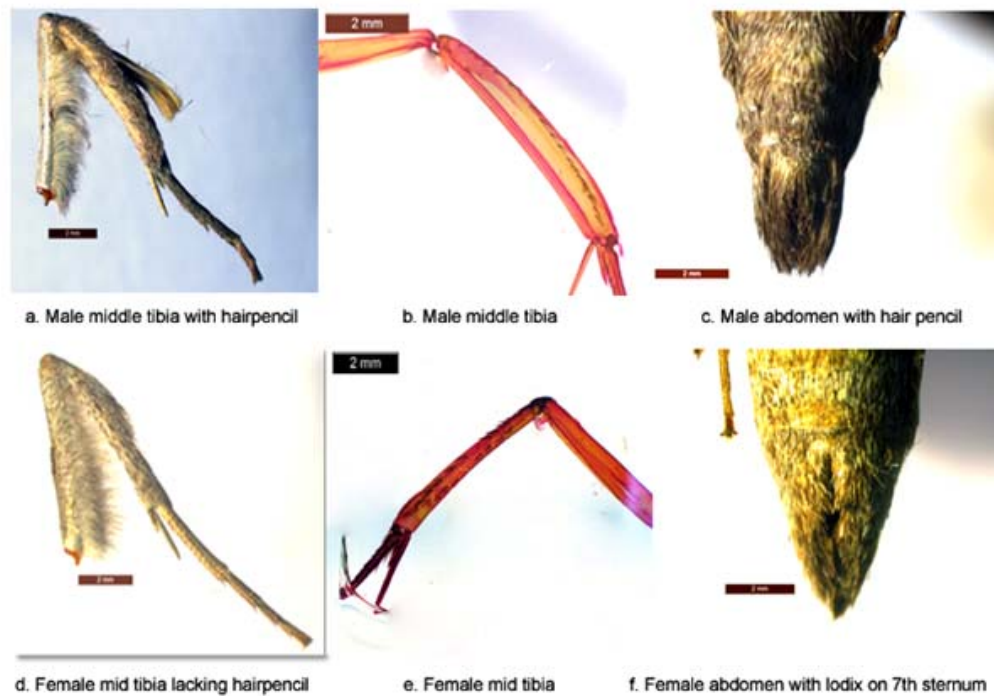 2 mm
2 mm
a. Male middle tibia with hairpencil
b. Male middle tibia
2 mm
c. Male abdomen with hair pencil
2 mm
2 mm
d. Female mid tibia lacking hairpencil
e. Female mid tibia
2 mm
f. Female abdomen with lodix on 7th sternum